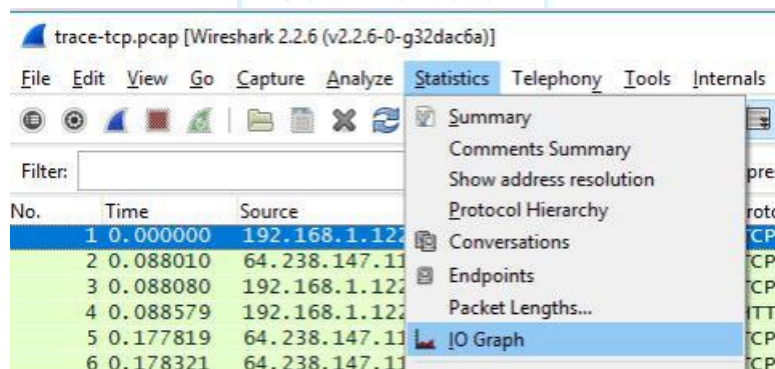 trace-tcp.pcap [Wireshark 2.2.6 (v2.2.6-0-g32dac6a)]
File Edit View Go Capture Analyze Statistics Telephony Tools Internals
Summary
Comments Summary
Filter:
Show address resolution
No. Time Source
Protocol Hierarchy
1 0.000000 192.168.1.122
Conversations
2 0.088010 64.238.147.11
Endpoints
3 0.088080 192.168.1.122
Packet Lengths...
4 0.088579 192.168.1.122
5 0.177819 64.238.147.11
IO Graph
6 0.178321 64.238.147.11